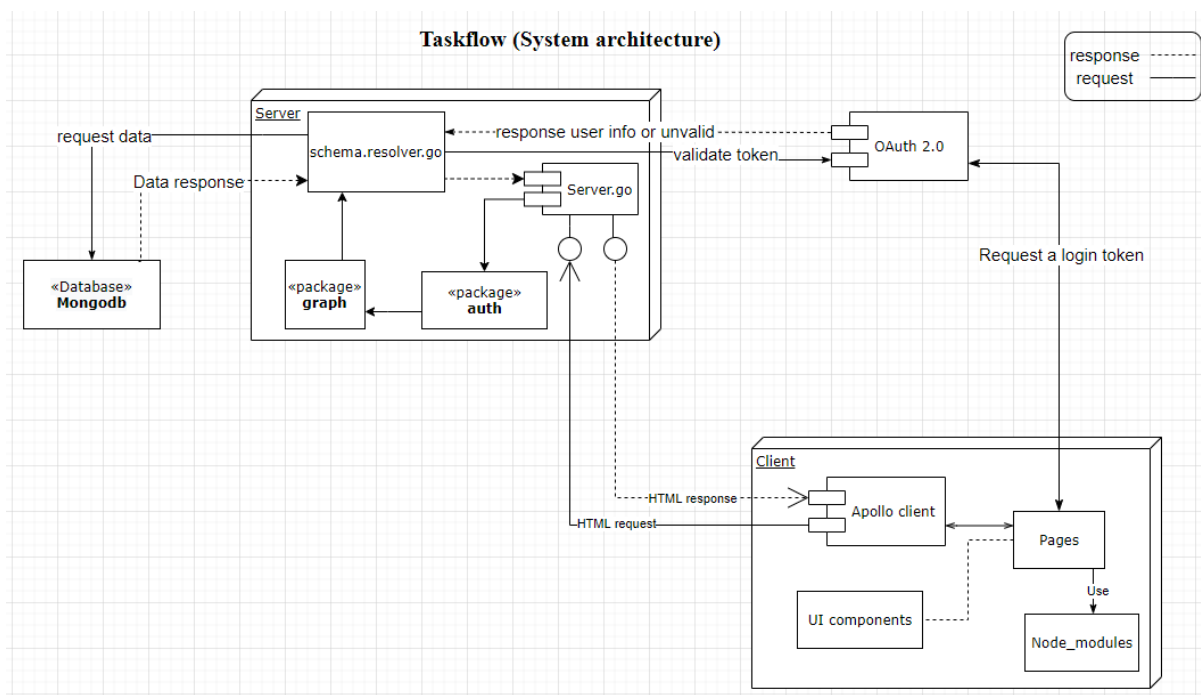 Taskflow (System architecture)
response
request
Server
request data
schema.resolver.go
response user info or unvalid
validate token
OAuth 2.0
Data response
Server.go
Request a login token
«Database»
Mongodb
«package»
graph
«package»
auth
Client
HTML response
Apollo client
HTML request
Pages
Use
UI components
Node_modules